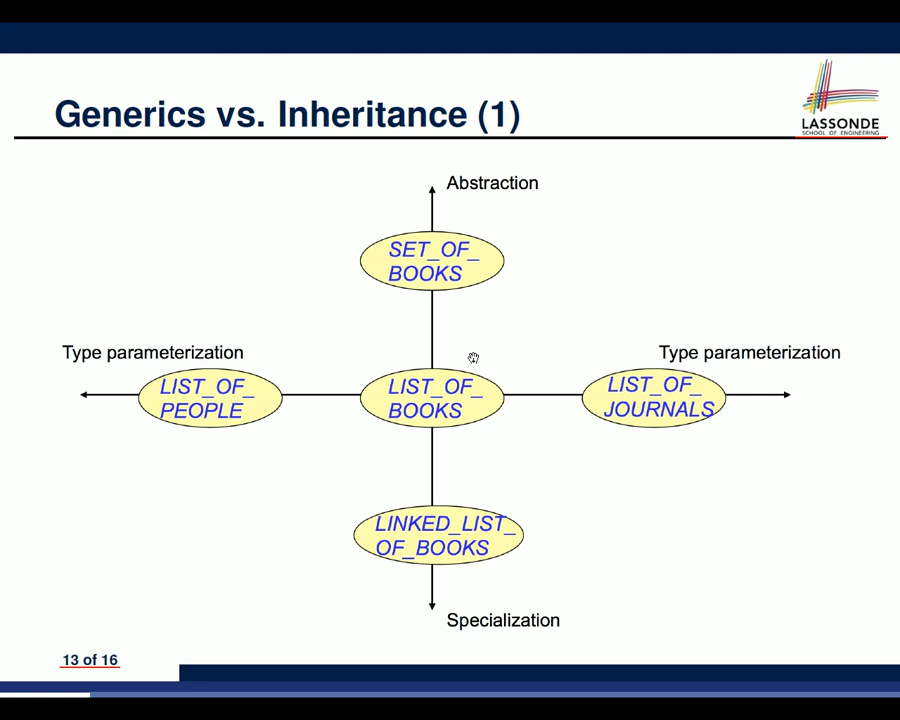 Generics vs. Inheritance (1)
LASSONDE
SCHOOL OF ENGINEERING
Abstraction
SET_OF_
BOOKS
Type parameterization
Type parameterization
LIST_OF_
PEOPLE
LIST_OF_
BOOKS
LIST_OF_
JOURNALS
LINKED_LIST_
OF_BOOKS
Specialization
13 of 16